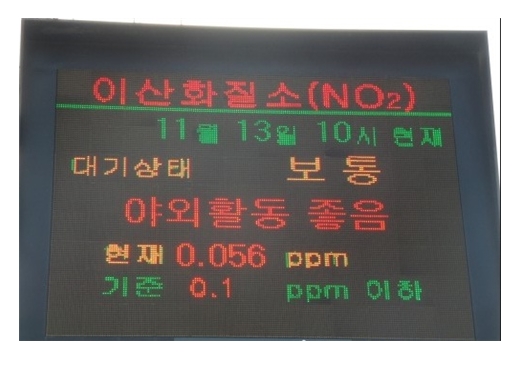 이산화질소(NO₂)
11월 13일 10시 현재
대기상태 보통
야외활동 좋음
현재 0.056 ppm
기준 0.1 ppm 이하